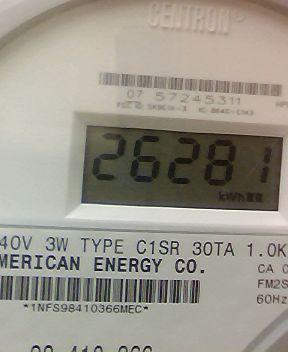 CENTRON
07 57245311
26281
kWh
40V 3W TYPE C1SR 30TA 1.0K
MERICAN ENERGY CO.
CA 0
FM2S
60Hz
*1NFS98410366MEC*